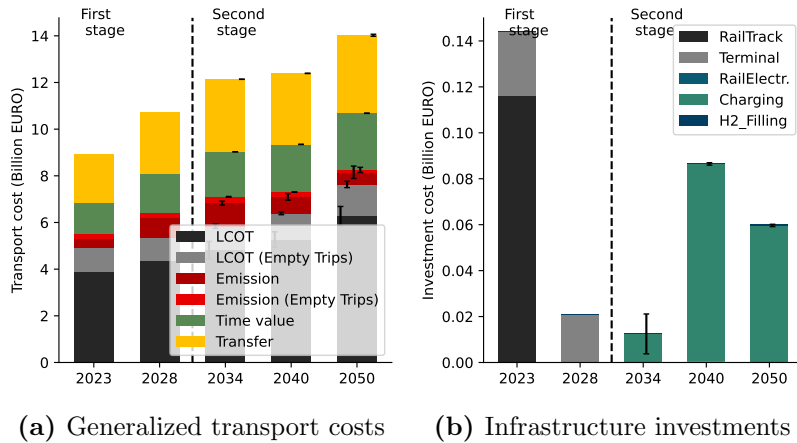 First
stage
Second
stage
Transport cost (Billion EURO)
14
12
10
8
6
4
2
0
LCOT
LCOT (Empty Trips)
Emission
Emission (Empty Trips)
Time value
Transfer
2023 2028 2034 2040 2050
(a) Generalized transport costs
First
stage
Second
stage
Investment cost (Billion EURO)
0.14
0.12
0.10
0.08
0.06
0.04
0.02
0.00
RailTrack
Terminal
RailElectr.
Charging
H2_Filling
2023 2028 2034 2040 2050
(b) Infrastructure investments